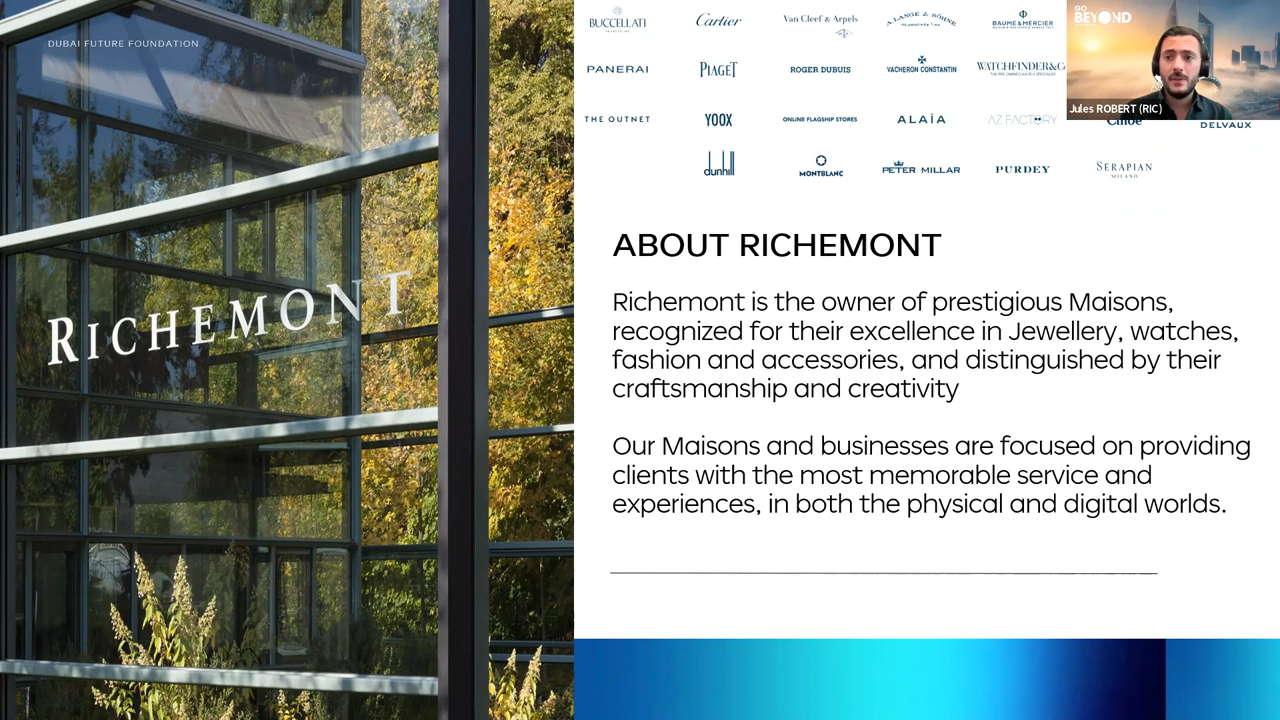 DUBAI FUTURE FOUNDATION
RICHEMONT
BUCCELLATI
Cartier
Van Cleef & Arpels
A. LANGE & SÖHNE
BAUME & MERCIER
PANERAI
PIAGET
ROGER DUBUIS
VACHERON CONSTANTIN
WATCHFINDER&C
THE OUTNET
YOOX
ONLINE FLAGSHIP STORES
ALAÏA
AZ FACTORY
Chloé
DELVAUX
dunhill
MONTBLANC
PETER MILLAR
PURDEY
SERAPIAN
MILANO
GO
BEYOND
Jules ROBERT (RIC)
ABOUT RICHEMONT
Richemont is the owner of prestigious Maisons,
recognized for their excellence in Jewellery, watches,
fashion and accessories, and distinguished by their
craftsmanship and creativity
Our Maisons and businesses are focused on providing
clients with the most memorable service and
experiences, in both the physical and digital worlds.